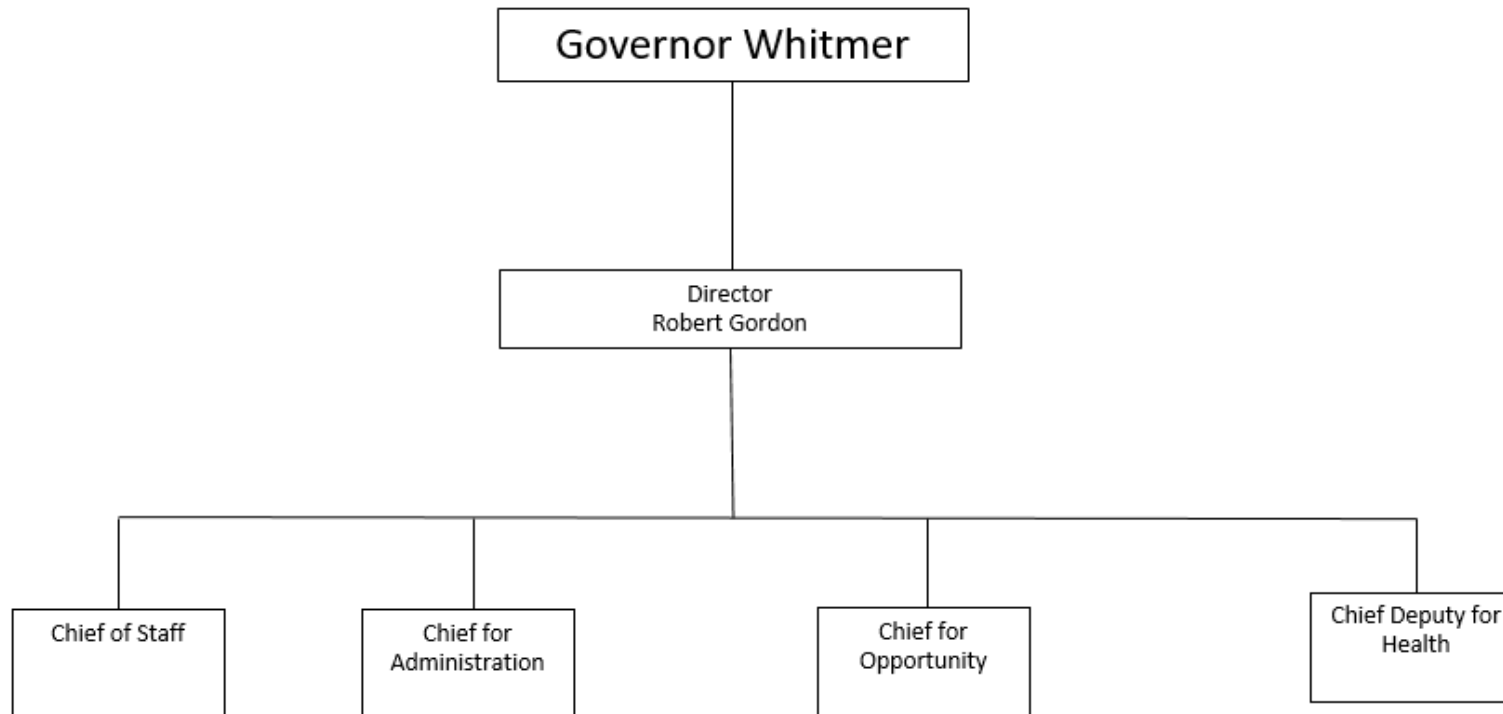 Governor Whitmer
Director
Robert Gordon
Chief of Staff
Chief for
Administration
Chief for
Opportunity
Chief Deputy for
Health